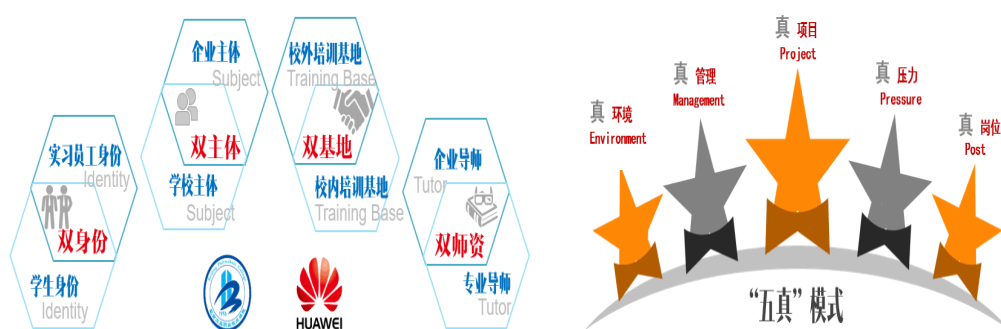 实习员工身份
Identity
双身份
学生身份
Identity
企业主体
Subject
双主体
学校主体
Subject
校外培训基地
Training Base
双基地
校内培训基地
Training Base
企业导师
Tutor
双师资
专业导师
Tutor
HUAWEI
真 环境
Environment
真 管理
Management
真 项目
Project
真 压力
Pressure
真 岗位
Post
“五真”模式